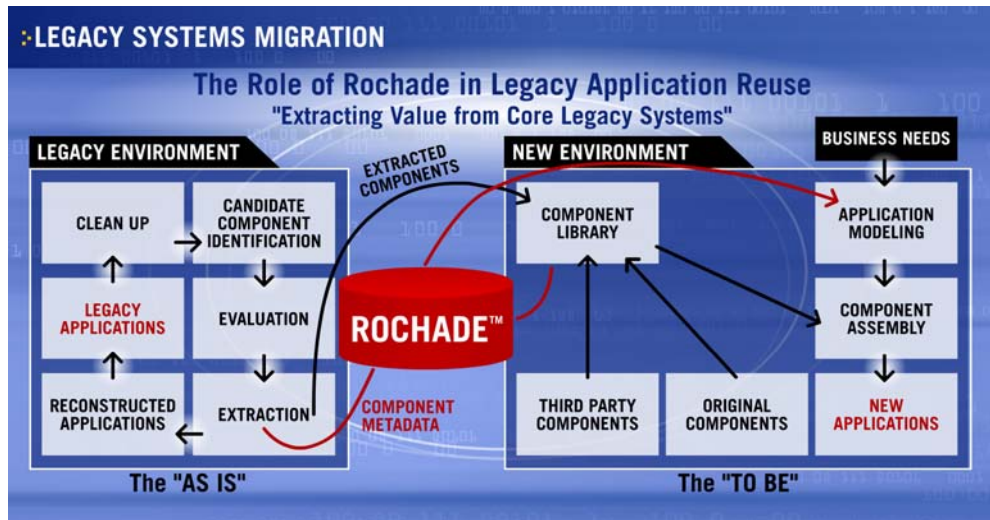 :·LEGACY SYSTEMS MIGRATION
The Role of Rochade in Legacy Application Reuse
"Extracting Value from Core Legacy Systems"
LEGACY ENVIRONMENT
CLEAN UP
CANDIDATE
COMPONENT
IDENTIFICATION
LEGACY
APPLICATIONS
EVALUATION
RECONSTRUCTED
APPLICATIONS
EXTRACTION
The "AS IS"
EXTRACTED
COMPONENTS
ROCHADE™
COMPONENT
METADATA
NEW ENVIRONMENT
BUSINESS NEEDS
COMPONENT
LIBRARY
APPLICATION
MODELING
COMPONENT
ASSEMBLY
THIRD PARTY
COMPONENTS
ORIGINAL
COMPONENTS
NEW
APPLICATIONS
The "TO BE"